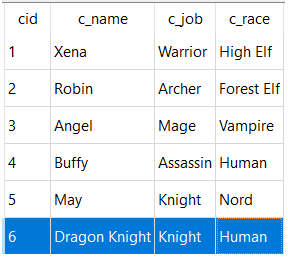 cid c_name c_job c_race
1 Xena Warrior High Elf
2 Robin Archer Forest Elf
3 Angel Mage Vampire
4 Buffy Assassin Human
5 May Knight Nord
6 Dragon Knight Knight Human